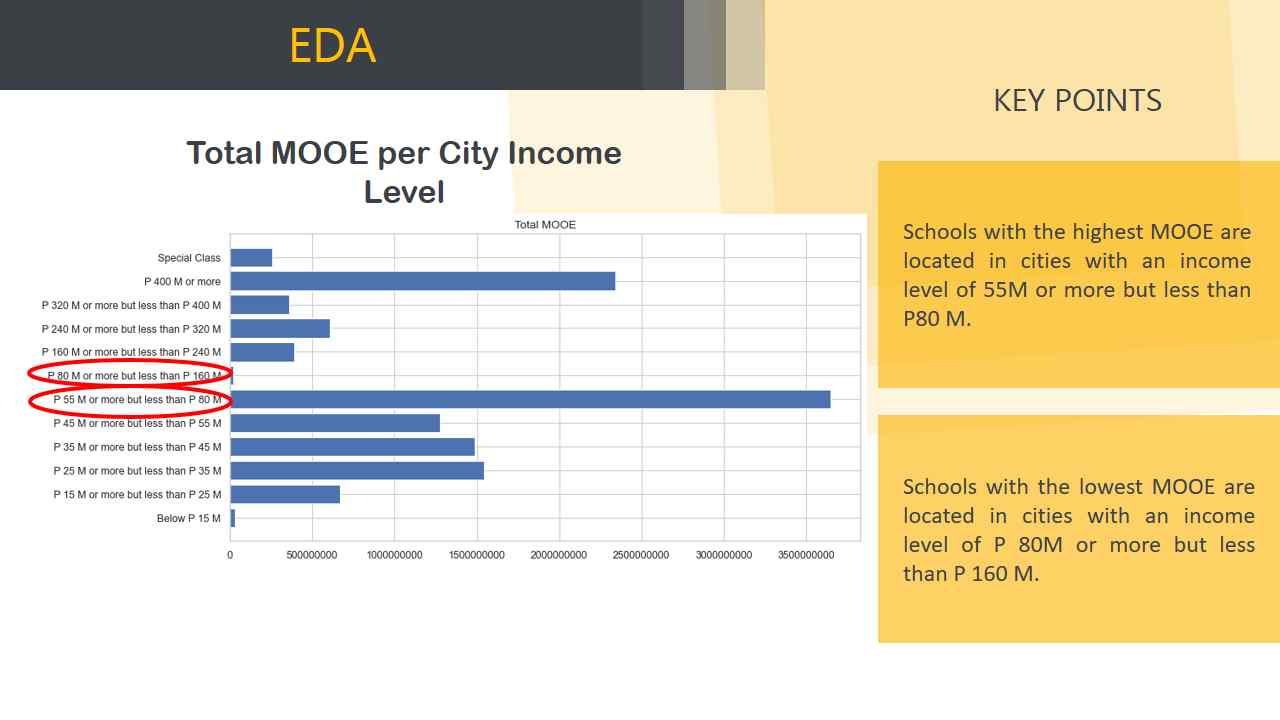 EDA
KEY POINTS
Total MOOE per City Income
Level
Total MOOE
Special Class
P 400 M or more
P 320 M or more but less than P 400 M
P 240 M or more but less than P 320 M
P 160 M or more but less than P 240 M
P 80 M or more but less than P 160 M
P 55 M or more but less than P 80 M
P 45 M or more but less than P 55 M
P 35 M or more but less than P 45 M
P 25 M or more but less than P 35 M
P 15 M or more but less than P 25 M
Below P 15 M
0 500000000 1000000000 1500000000 2000000000 2500000000 3000000000 3500000000
Schools with the highest MOOE are
located in cities with an income
level of 55M or more but less than
P80 M.
Schools with the lowest MOOE are
located in cities with an income
level of P 80M or more but less
than P 160 M.